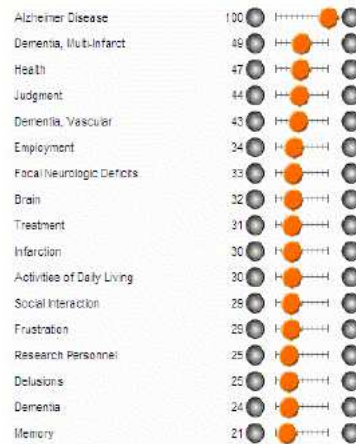 Alzheimer Disease 100
Dementia, Multi-Infarct 49
Health 47
Judgment 44
Dementia, Vascular 43
Employment 34
Focal Neurologic Deficits 33
Brain 32
Treatment 31
Infarction 30
Activities of Daily Living 30
Social Interaction 29
Frustration 29
Research Personnel 25
Delusions 25
Dementia 24
Memory 21